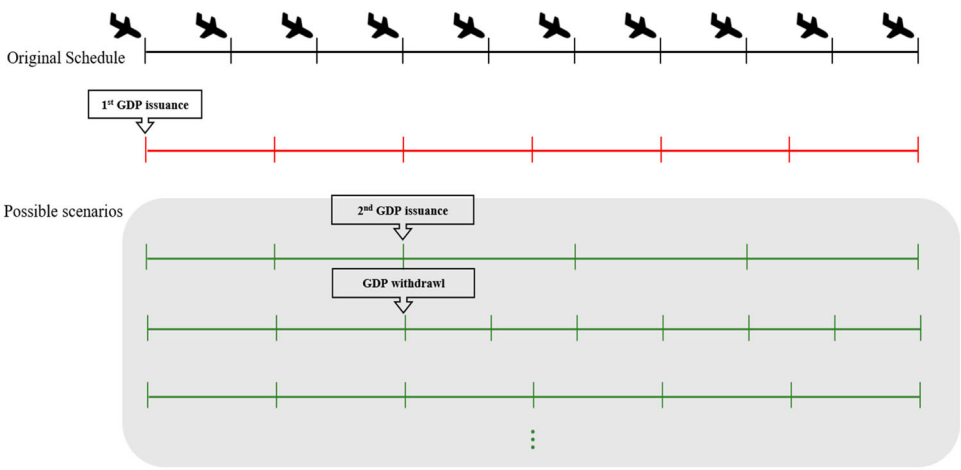 Original Schedule
1st GDP issuance
Possible scenarios
2nd GDP issuance
GDP withdrawl